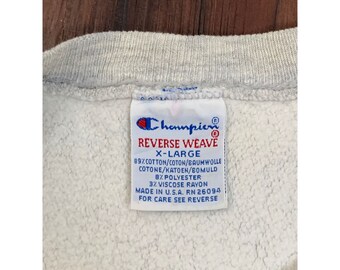 Champion®
REVERSE WEAVE®
X-LARGE
89% COTTON/COTON/BAUMWOLLE
COTONE/KATOEN/BOMULD
8% POLYESTER
3% VISCOSE RAYON
MADE IN U.S.A. RN 26094
FOR CARE SEE REVERSE